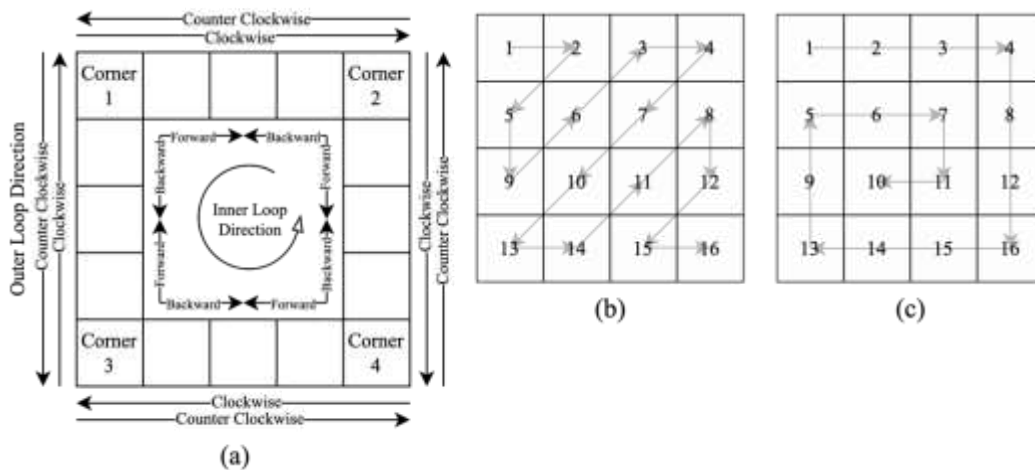 Counter Clockwise
Clockwise
Corner 1
Corner 2
Outer Loop Direction
Counter Clockwise
Clockwise
Forward
Backward
Backward
Forward
Inner Loop Direction
Forward
Backward
Backward
Forward
Clockwise
Counter Clockwise
Corner 3
Corner 4
Clockwise
Counter Clockwise
(a)
1 2 3 4
5 6 7 8
9 10 11 12
13 14 15 16
(b)
1 2 3 4
5 6 7 8
9 10 11 12
13 14 15 16
(c)